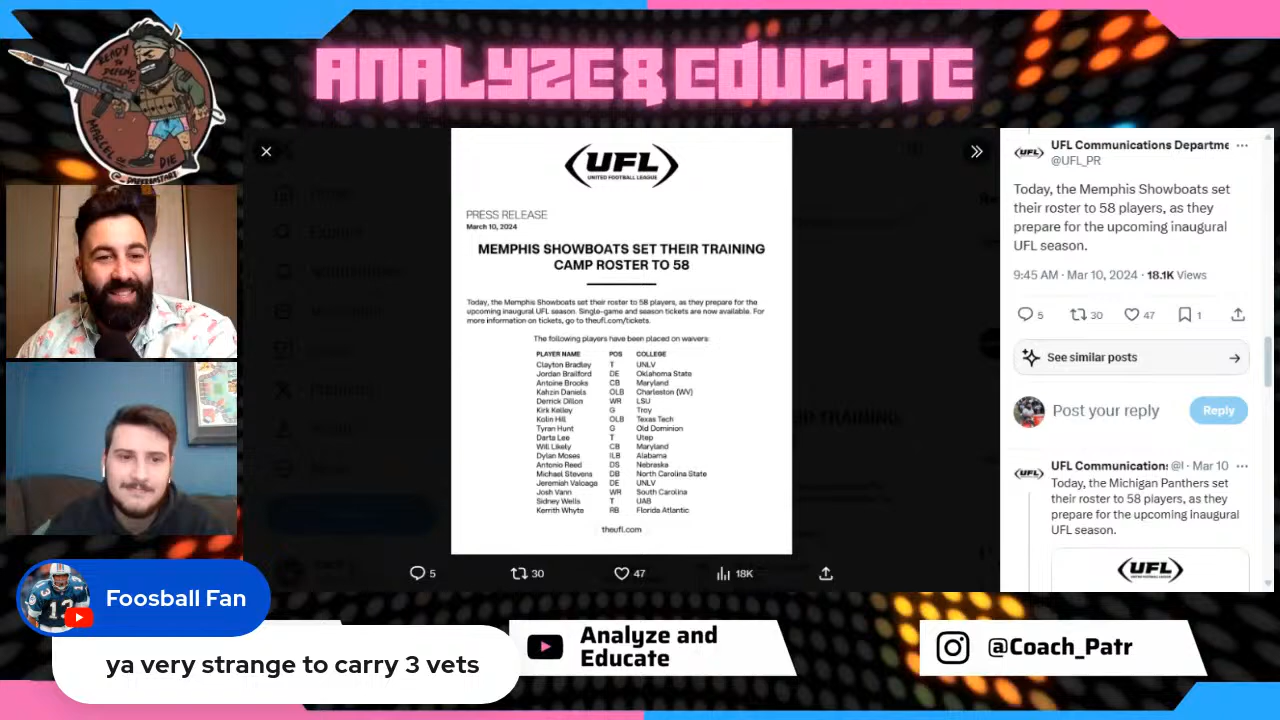 ANALYZE & EDUCATE
READY
TO
DEFEND
MARCEL OR
DIE
UFL
UNITED FOOTBALL LEAGUE
PRESS RELEASE
March 10, 2024
MEMPHIS SHOWBOATS SET THEIR TRAINING
CAMP ROSTER TO 58
Today, the Memphis Showboats set their roster to 58 players, as they prepare for the
upcoming inaugural UFL season. Single-game and season tickets are now available. For
more information on tickets, go to theufl.com/tickets.
The following players have been placed on waivers:
PLAYER NAME POS COLLEGE
Clayton Bradley T UNLV
Jordan Brailford DE Oklahoma State
Antoine Brooks CB Maryland
Kahzin Daniels OLB Charleston (WV)
Derrick Dillon WR LSU
Kirk Kelley G Troy
Kolin Hill OLB Texas Tech
Tyran Hunt G Old Dominion
Darta Lee T Utep
Will Likely CB Maryland
Dylan Moses ILB Alabama
Antonio Reed DS Nebraska
Michael Stevens DB North Carolina State
Jeremiah Valoaga DE UNLV
Josh Vann WR South Carolina
Sidney Wells T UAB
Kerrith Whyte RB Florida Atlantic
theufl.com
5 30 47 18K
UFL Communications Departme ...
@UFL_PR
Today, the Memphis Showboats set
their roster to 58 players, as they
prepare for the upcoming inaugural
UFL season.
9:45 AM · Mar 10, 2024 · 18.1K Views
5 30 47 1
See similar posts
Post your reply Reply
UFL Communications @I · Mar 10 ...
Today, the Michigan Panthers set
their roster to 58 players, as they
prepare for the upcoming inaugural
UFL season.
UFL
Foosball Fan
ya very strange to carry 3 vets
Analyze and
Educate
@Coach_Patr